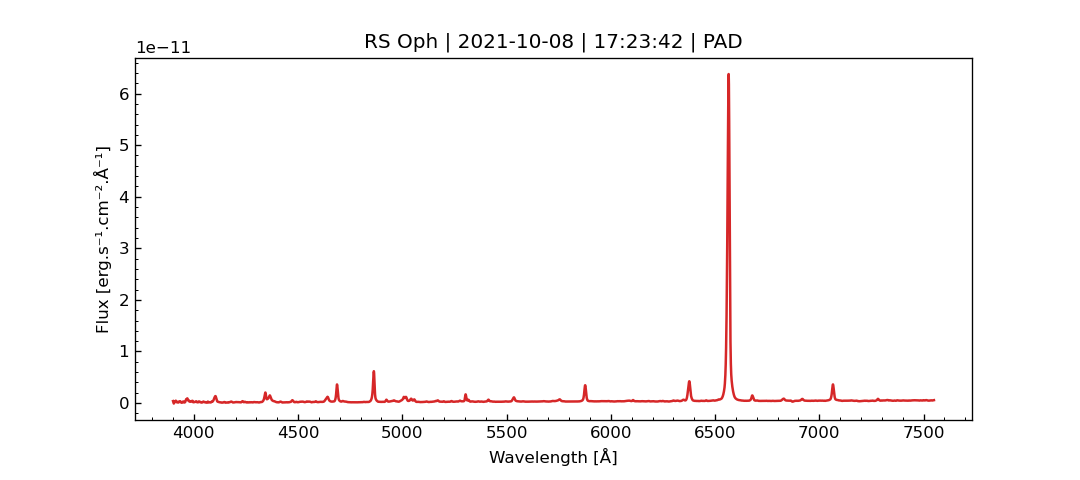 RS Oph | 2021-10-08 | 17:23:42 | PAD
1e−11
6
5
4
3
2
1
0
Flux [erg.s⁻¹.cm⁻².Å⁻¹]
4000 4500 5000 5500 6000 6500 7000 7500
Wavelength [Å]